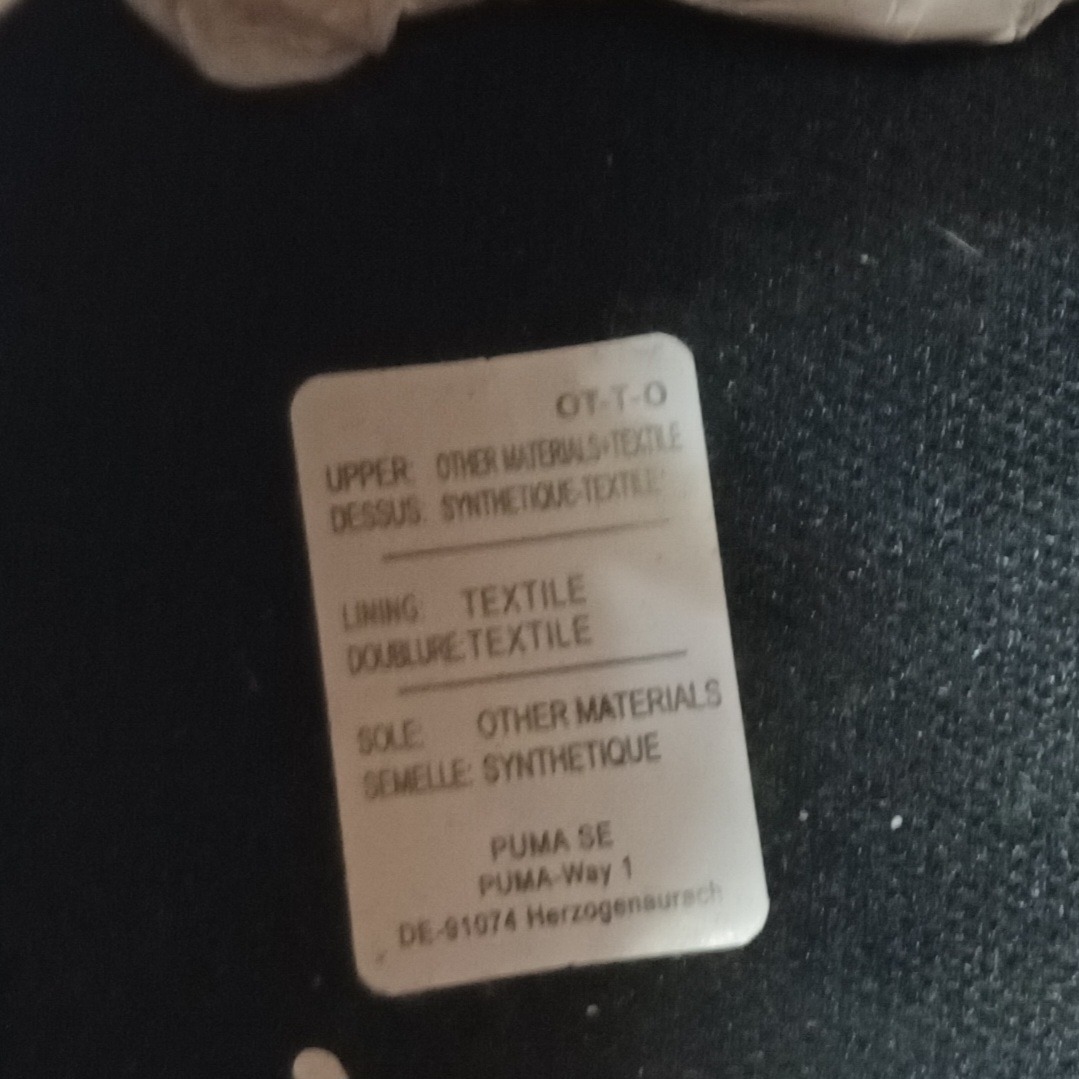 OT-T-O
UPPER: OTHER MATERIALS+TEXTILE
DESSUS: SYNTHETIQUE-TEXTILE
LINING: TEXTILE
DOUBLURE:TEXTILE
SOLE: OTHER MATERIALS
SEMELLE: SYNTHETIQUE
PUMA SE
PUMA-Way 1
DE-91074 Herzogenaurach